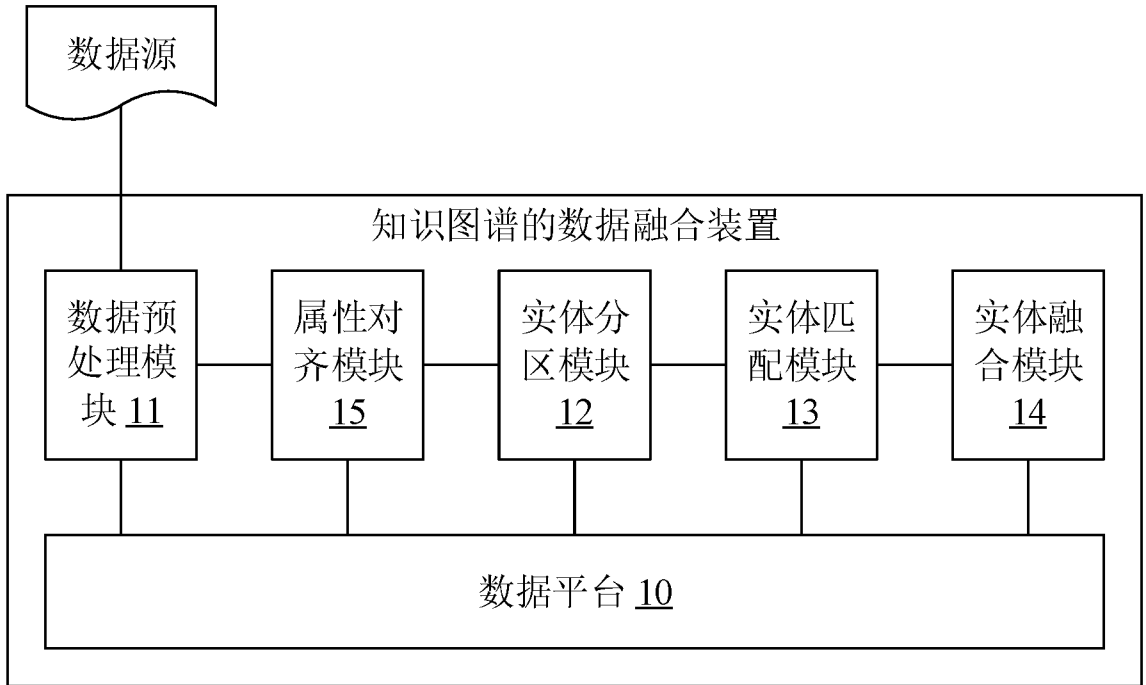 数据源
知识图谱的数据融合装置
数据预
处理模
块 11
属性对
齐模块
15
实体分
区模块
12
实体匹
配模块
13
实体融
合模块
14
数据平台 10